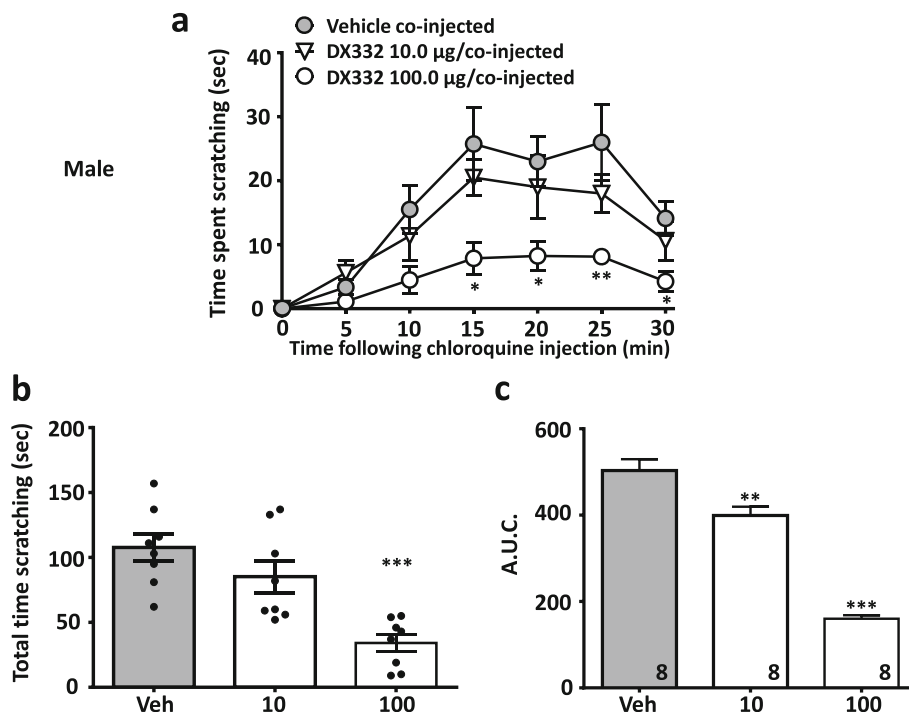 a
Vehicle co-injected
DX332 10.0 µg/co-injected
DX332 100.0 µg/co-injected
Male
Time spent scratching (sec)
40
30
20
10
0
* * ** *
0 5 10 15 20 25 30
Time following chloroquine injection (min)
b
Total time scratching (sec)
200
150
100
50
0
***
Veh 10 100
c
A.U.C.
600
400
200
0
**
***
8 8 8
Veh 10 100